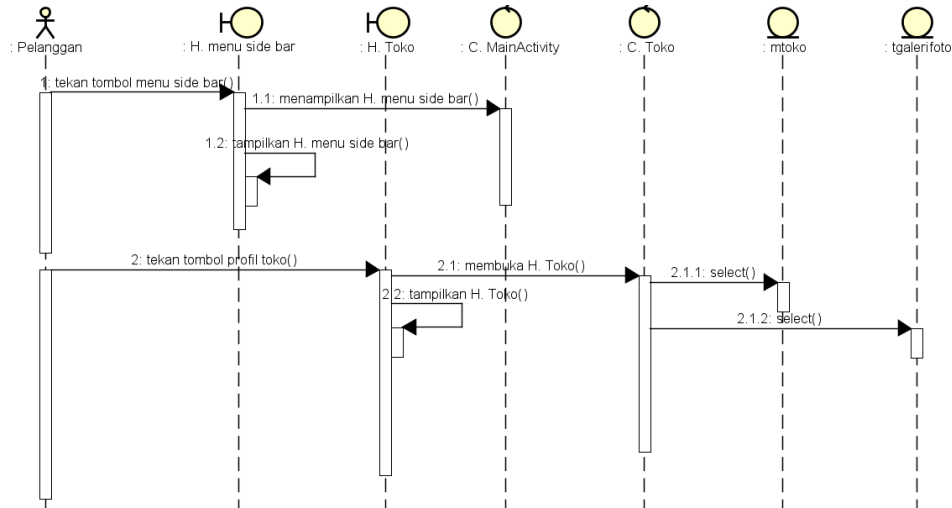 : Pelanggan
: H. menu side bar
: H. Toko
: C. MainActivity
: C. Toko
: mtoko
: tgalerifoto
1: tekan tombol menu side bar()
1.1: menampilkan H. menu side bar()
1.2: tampilkan H. menu side bar()
2: tekan tombol profil toko()
2.1: membuka H. Toko()
2.1.1: select()
2.2: tampilkan H. Toko()
2.1.2: select()